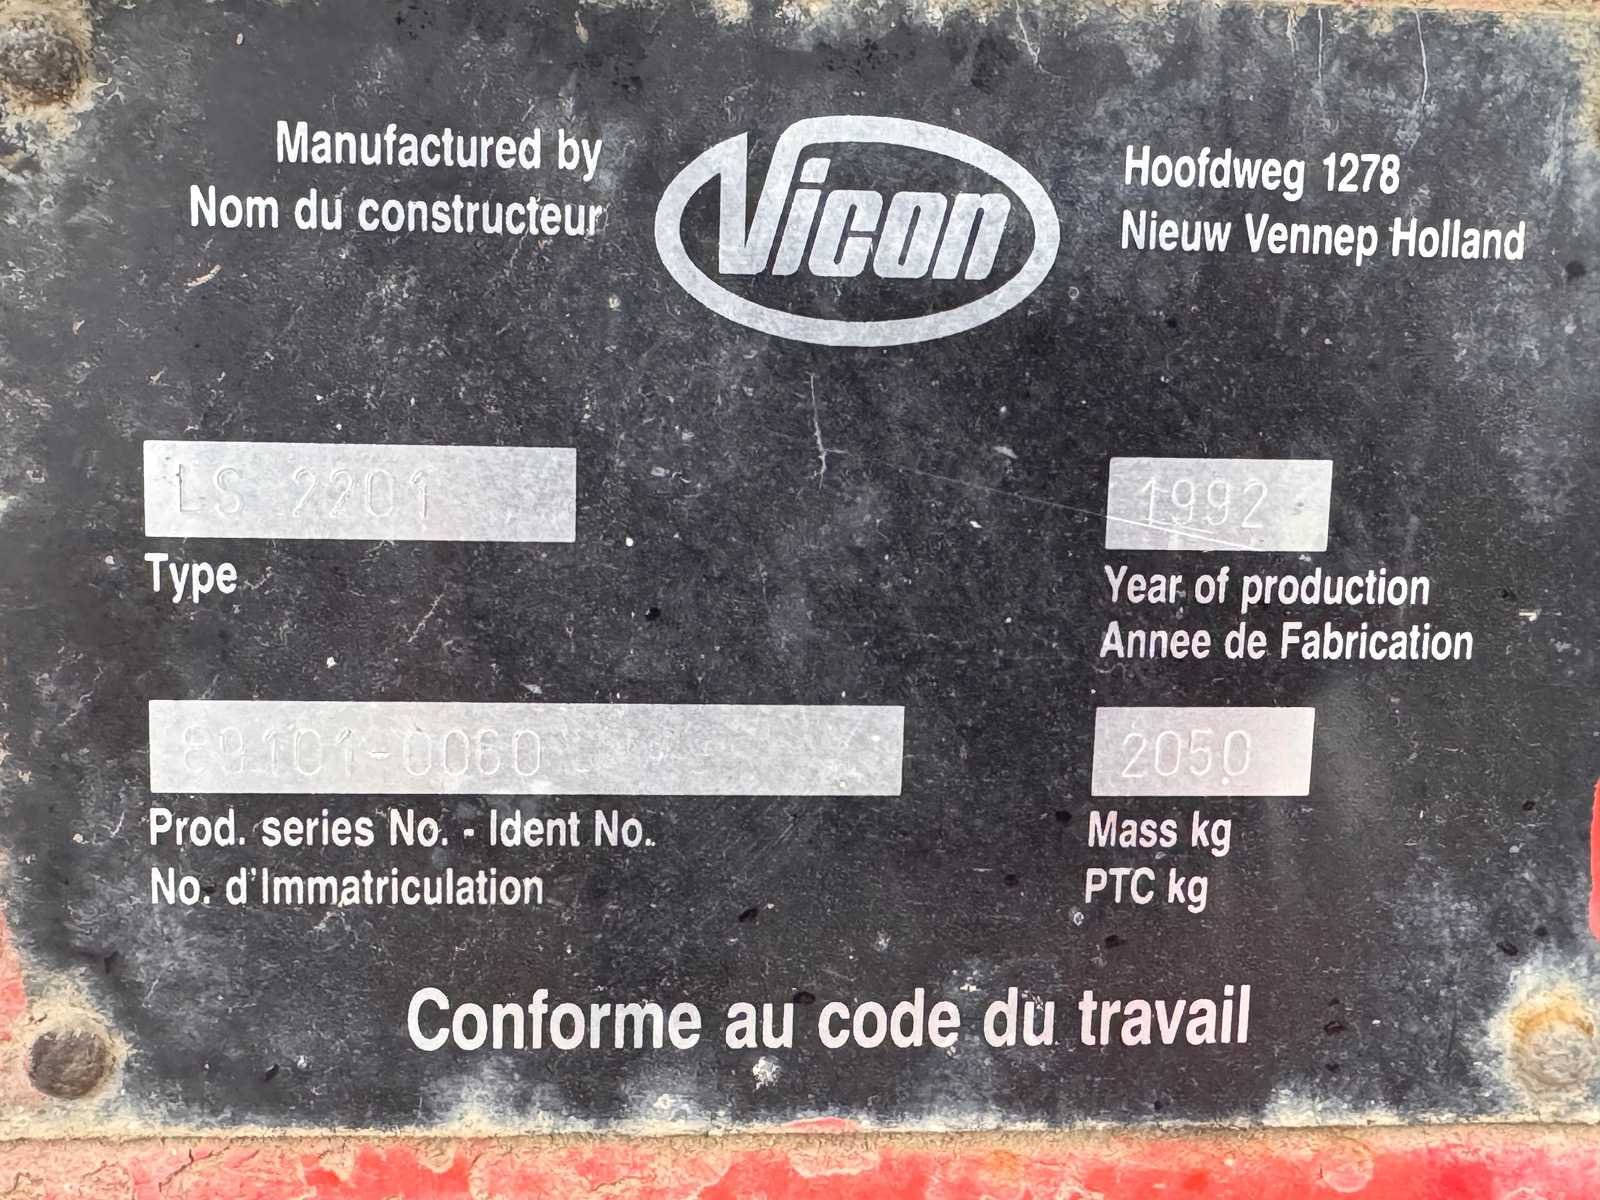 Manufactured by
Nom du constructeur
Vicon
Hoofdweg 1278
Nieuw Vennep Holland
LS 2201
Type
1992
Year of production
Annee de Fabrication
89101-0060
Prod. series No. - Ident No.
No. d'Immatriculation
2050
Mass kg
PTC kg
Conforme au code du travail